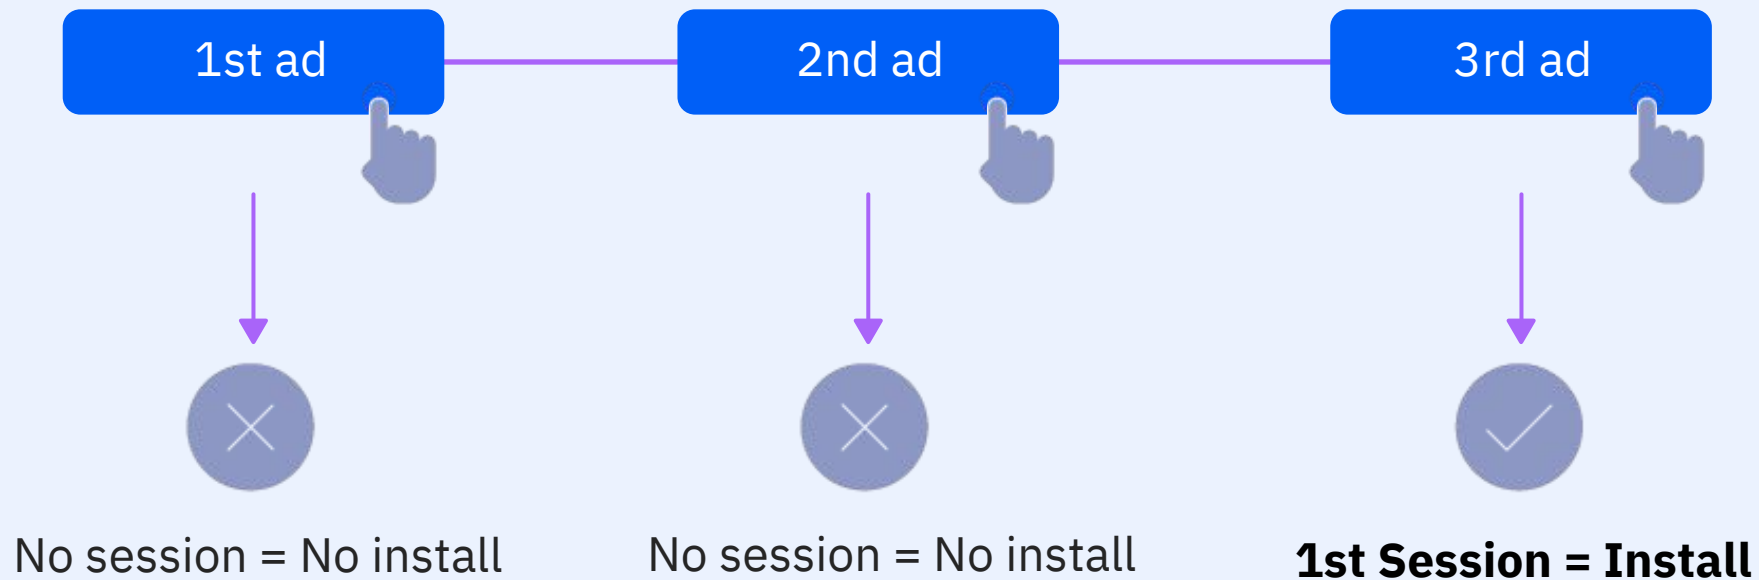 1st ad
2nd ad
3rd ad
No session = No install
No session = No install
1st Session = Install